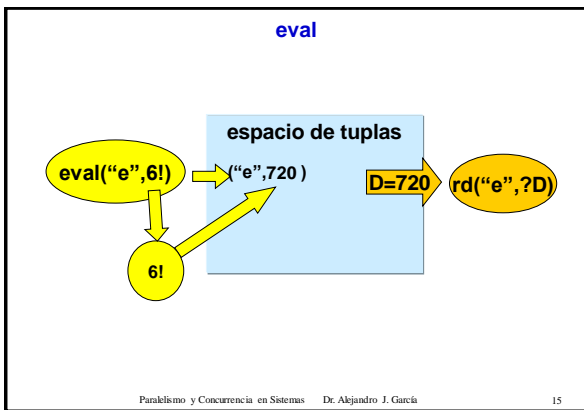 eval
espacio de tuplas
eval(“e”,6!)
(“e”,720 )
D=720
rd(“e”,?D)
6!
Paralelismo y Concurrencia en Sistemas Dr. Alejandro J. García 15